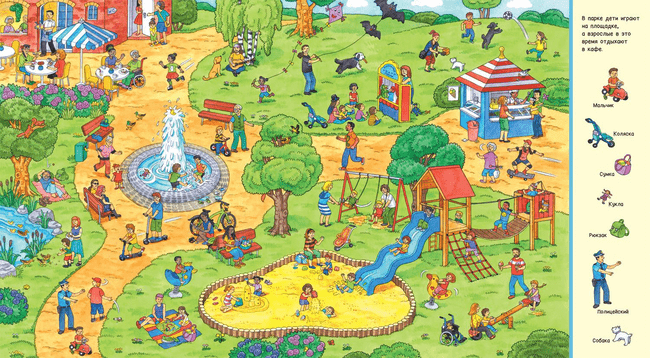 В парке дети играют
на площадке,
а взрослые в это
время отдыхают
в кафе.
Мальчик
Коляска
Сумка
Кукла
Рюкзак
Полицейский
Собака